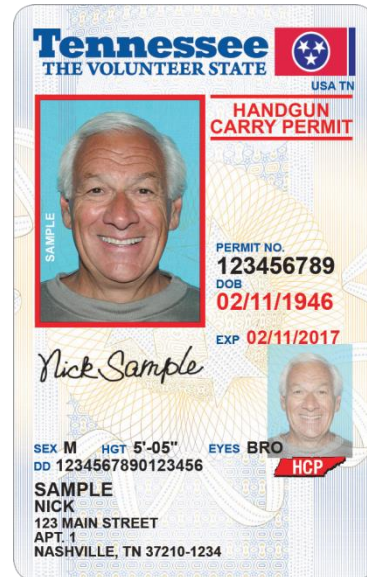 Tennessee
THE VOLUNTEER STATE
USA TN
HANDGUN
CARRY PERMIT
SAMPLE
PERMIT NO.
123456789
DOB
02/11/1946
EXP 02/11/2017
Nick Sample
SEX M HGT 5'-05" EYES BRO
DD 1234567890123456
HCP
SAMPLE
NICK
123 MAIN STREET
APT. 1
NASHVILLE, TN 37210-1234